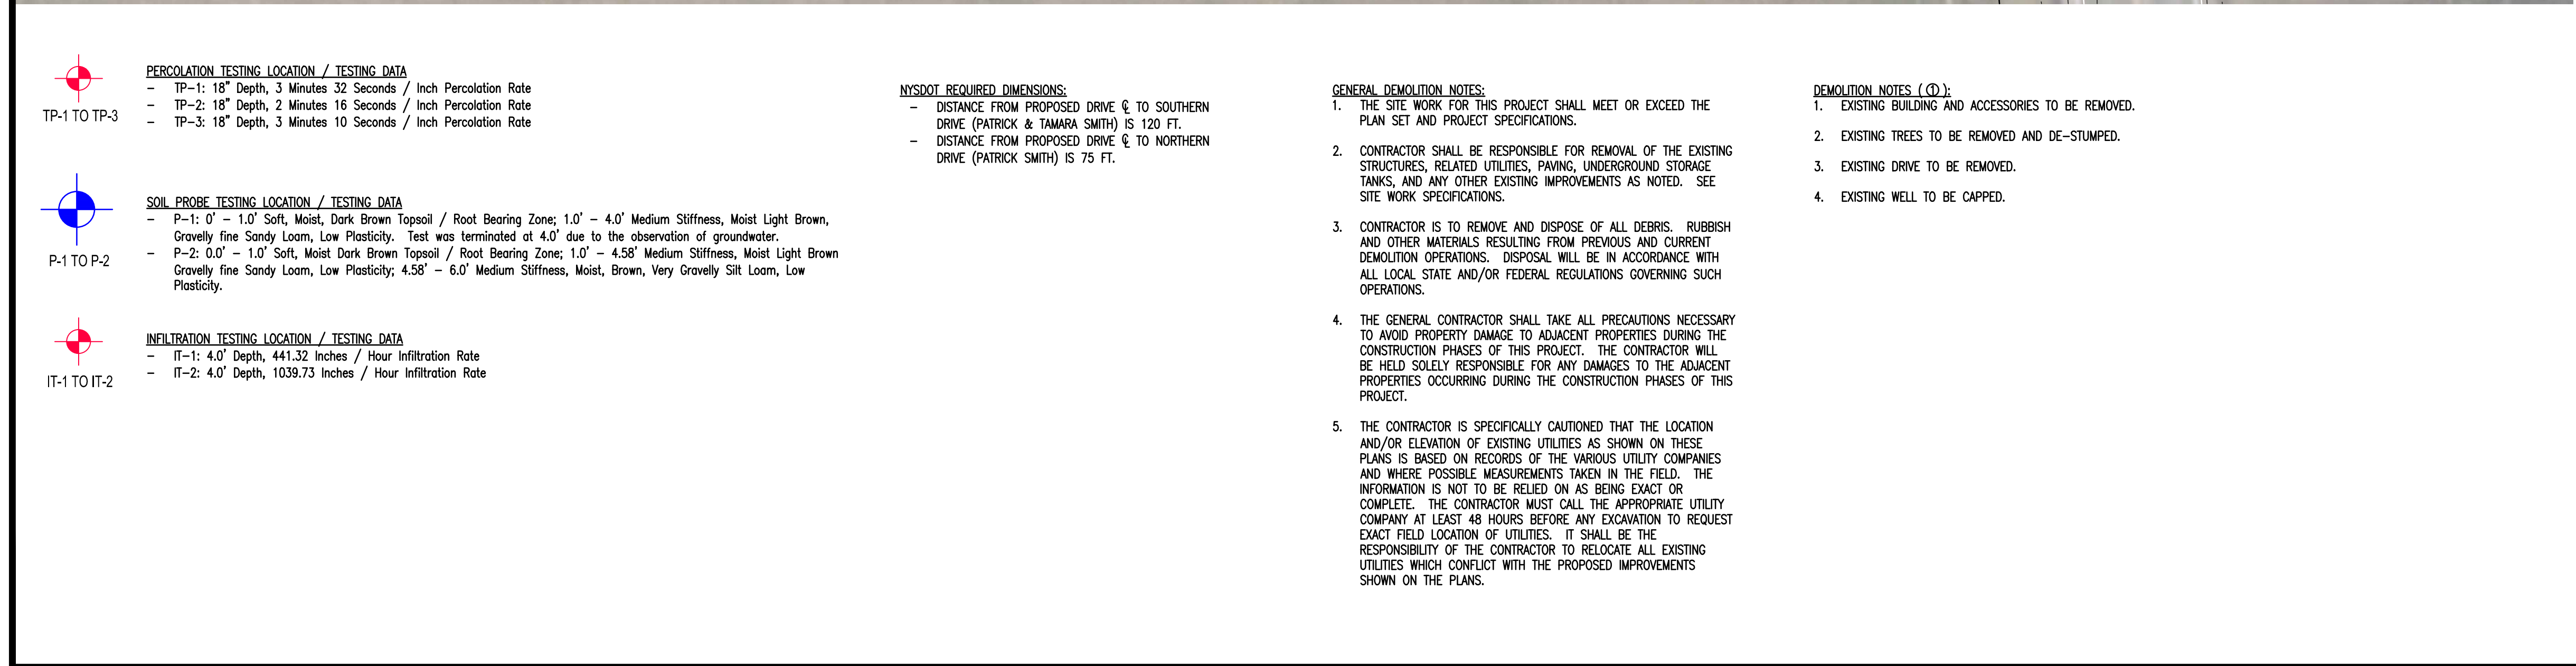 TP-1 TO TP-3
PERCOLATION TESTING LOCATION / TESTING DATA
– TP-1: 18" Depth, 3 Minutes 32 Seconds / Inch Percolation Rate
– TP-2: 18" Depth, 2 Minutes 16 Seconds / Inch Percolation Rate
– TP-3: 18" Depth, 3 Minutes 10 Seconds / Inch Percolation Rate
P-1 TO P-2
SOIL PROBE TESTING LOCATION / TESTING DATA
– P-1: 0' – 1.0' Soft, Moist, Dark Brown Topsoil / Root Bearing Zone; 1.0' – 4.0' Medium Stiffness, Moist Light Brown,
Gravelly fine Sandy Loam, Low Plasticity. Test was terminated at 4.0' due to the observation of groundwater.
– P-2: 0.0' – 1.0' Soft, Moist Dark Brown Topsoil / Root Bearing Zone; 1.0' – 4.58' Medium Stiffness, Moist Light Brown
Gravelly fine Sandy Loam, Low Plasticity; 4.58' – 6.0' Medium Stiffness, Moist, Brown, Very Gravelly Silt Loam, Low
Plasticity.
IT-1 TO IT-2
INFILTRATION TESTING LOCATION / TESTING DATA
– IT-1: 4.0' Depth, 441.32 Inches / Hour Infiltration Rate
– IT-2: 4.0' Depth, 1039.73 Inches / Hour Infiltration Rate
NYSDOT REQUIRED DIMENSIONS:
– DISTANCE FROM PROPOSED DRIVE ℄ TO SOUTHERN
DRIVE (PATRICK & TAMARA SMITH) IS 120 FT.
– DISTANCE FROM PROPOSED DRIVE ℄ TO NORTHERN
DRIVE (PATRICK SMITH) IS 75 FT.
GENERAL DEMOLITION NOTES:
1. THE SITE WORK FOR THIS PROJECT SHALL MEET OR EXCEED THE
PLAN SET AND PROJECT SPECIFICATIONS.
2. CONTRACTOR SHALL BE RESPONSIBLE FOR REMOVAL OF THE EXISTING
STRUCTURES, RELATED UTILITIES, PAVING, UNDERGROUND STORAGE
TANKS, AND ANY OTHER EXISTING IMPROVEMENTS AS NOTED. SEE
SITE WORK SPECIFICATIONS.
3. CONTRACTOR IS TO REMOVE AND DISPOSE OF ALL DEBRIS. RUBBISH
AND OTHER MATERIALS RESULTING FROM PREVIOUS AND CURRENT
DEMOLITION OPERATIONS. DISPOSAL WILL BE IN ACCORDANCE WITH
ALL LOCAL STATE AND/OR FEDERAL REGULATIONS GOVERNING SUCH
OPERATIONS.
4. THE GENERAL CONTRACTOR SHALL TAKE ALL PRECAUTIONS NECESSARY
TO AVOID PROPERTY DAMAGE TO ADJACENT PROPERTIES DURING THE
CONSTRUCTION PHASES OF THIS PROJECT. THE CONTRACTOR WILL
BE HELD SOLELY RESPONSIBLE FOR ANY DAMAGES TO THE ADJACENT
PROPERTIES OCCURRING DURING THE CONSTRUCTION PHASES OF THIS
PROJECT.
5. THE CONTRACTOR IS SPECIFICALLY CAUTIONED THAT THE LOCATION
AND/OR ELEVATION OF EXISTING UTILITIES AS SHOWN ON THESE
PLANS IS BASED ON RECORDS OF THE VARIOUS UTILITY COMPANIES
AND WHERE POSSIBLE MEASUREMENTS TAKEN IN THE FIELD. THE
INFORMATION IS NOT TO BE RELIED ON AS BEING EXACT OR
COMPLETE. THE CONTRACTOR MUST CALL THE APPROPRIATE UTILITY
COMPANY AT LEAST 48 HOURS BEFORE ANY EXCAVATION TO REQUEST
EXACT FIELD LOCATION OF UTILITIES. IT SHALL BE THE
RESPONSIBILITY OF THE CONTRACTOR TO RELOCATE ALL EXISTING
UTILITIES WHICH CONFLICT WITH THE PROPOSED IMPROVEMENTS
SHOWN ON THE PLANS.
DEMOLITION NOTES (①):
1. EXISTING BUILDING AND ACCESSORIES TO BE REMOVED.
2. EXISTING TREES TO BE REMOVED AND DE-STUMPED.
3. EXISTING DRIVE TO BE REMOVED.
4. EXISTING WELL TO BE CAPPED.